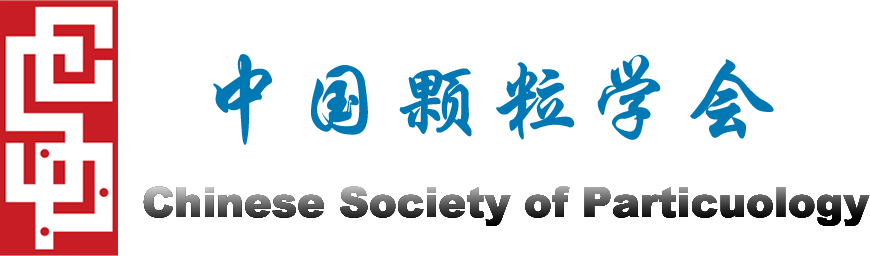 中国颗粒学会
Chinese Society of Particuology